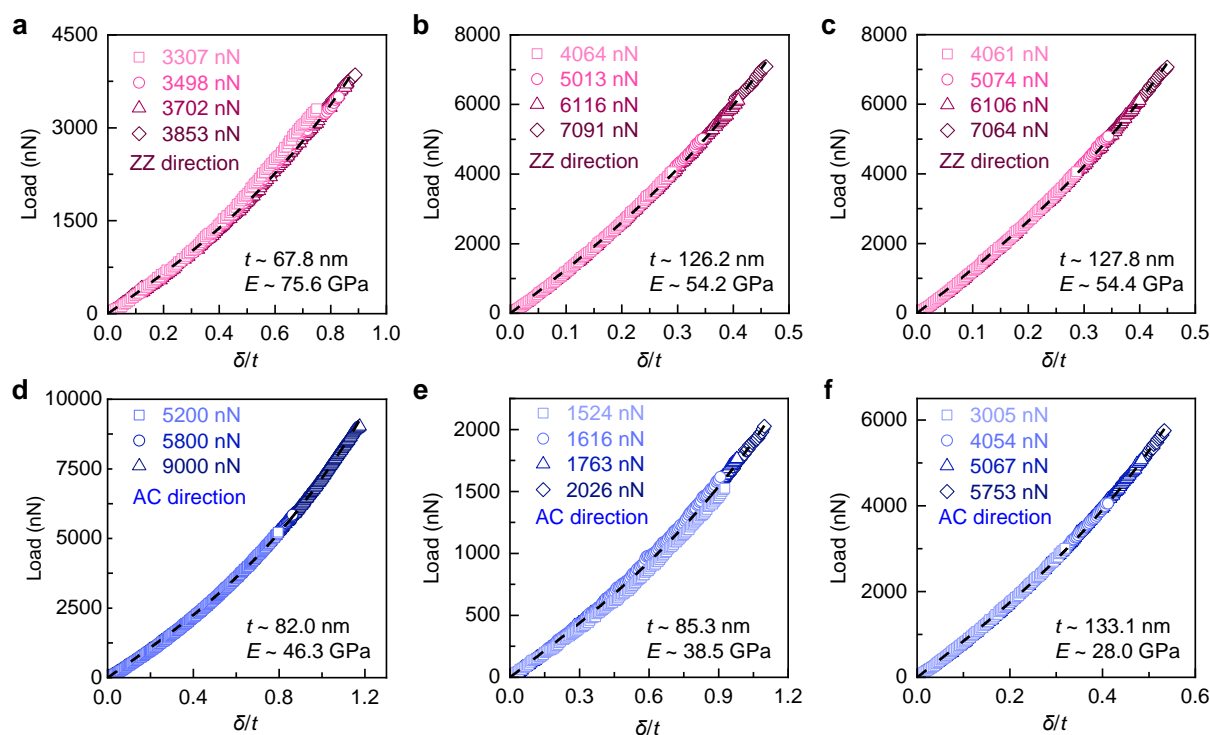 a
3307 nN
3498 nN
3702 nN
3853 nN
ZZ direction
t ~ 67.8 nm
E ~ 75.6 GPa
4500
3000
1500
0
0.0 0.2 0.4 0.6 0.8 1.0
Load (nN)
δ/t
b
4064 nN
5013 nN
6116 nN
7091 nN
ZZ direction
t ~ 126.2 nm
E ~ 54.2 GPa
8000
6000
4000
2000
0
0.0 0.1 0.2 0.3 0.4 0.5
Load (nN)
δ/t
c
4061 nN
5074 nN
6106 nN
7064 nN
ZZ direction
t ~ 127.8 nm
E ~ 54.4 GPa
8000
6000
4000
2000
0
0.0 0.1 0.2 0.3 0.4 0.5
Load (nN)
δ/t
d
5200 nN
5800 nN
9000 nN
AC direction
t ~ 82.0 nm
E ~ 46.3 GPa
10000
7500
5000
2500
0
0.0 0.4 0.8 1.2
Load (nN)
δ/t
e
1524 nN
1616 nN
1763 nN
2026 nN
AC direction
t ~ 85.3 nm
E ~ 38.5 GPa
2000
1500
1000
500
0
0.0 0.3 0.6 0.9 1.2
Load (nN)
δ/t
f
3005 nN
4054 nN
5067 nN
5753 nN
AC direction
t ~ 133.1 nm
E ~ 28.0 GPa
6000
4000
2000
0
0.0 0.2 0.4 0.6
Load (nN)
δ/t